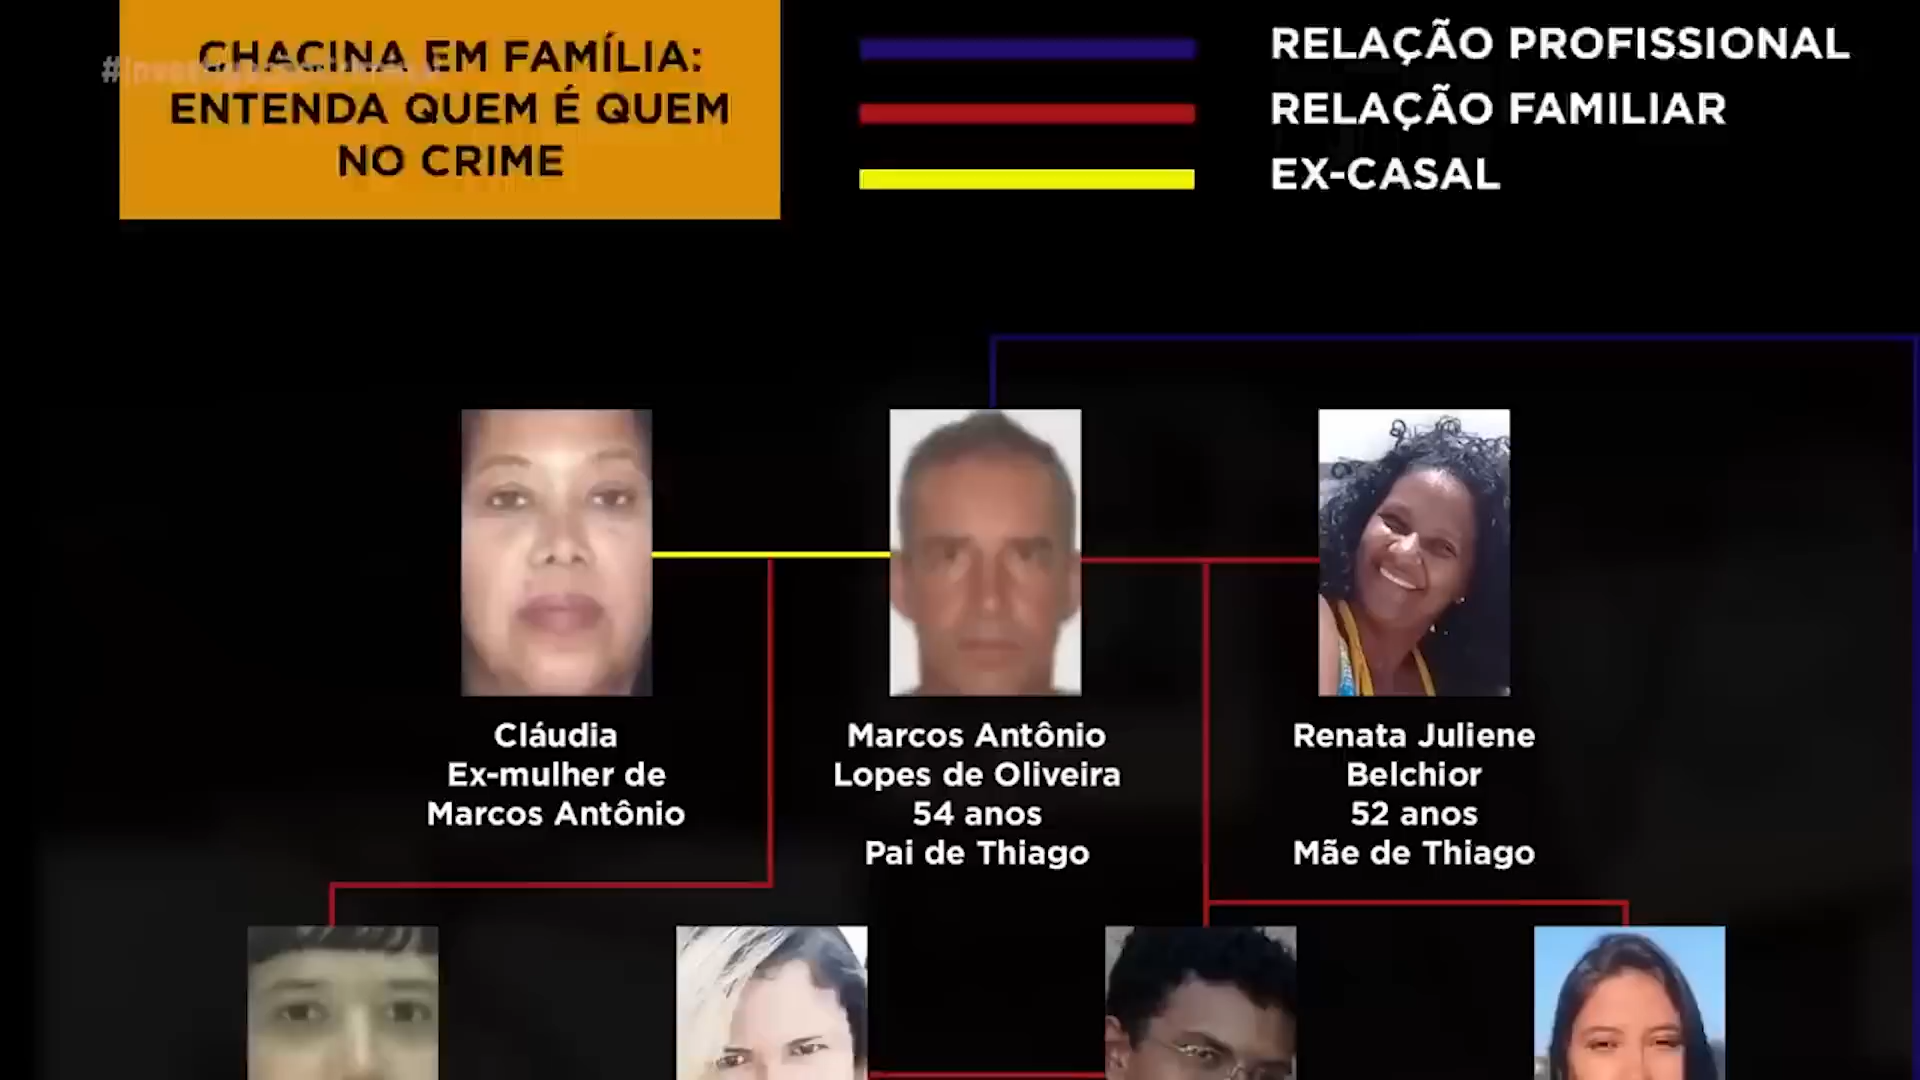 CHACINA EM FAMÍLIA:
ENTENDA QUEM É QUEM
NO CRIME
RELAÇÃO PROFISSIONAL
RELAÇÃO FAMILIAR
EX-CASAL
Cláudia
Ex-mulher de
Marcos Antônio
Marcos Antônio
Lopes de Oliveira
54 anos
Pai de Thiago
Renata Juliene
Belchior
52 anos
Mãe de Thiago